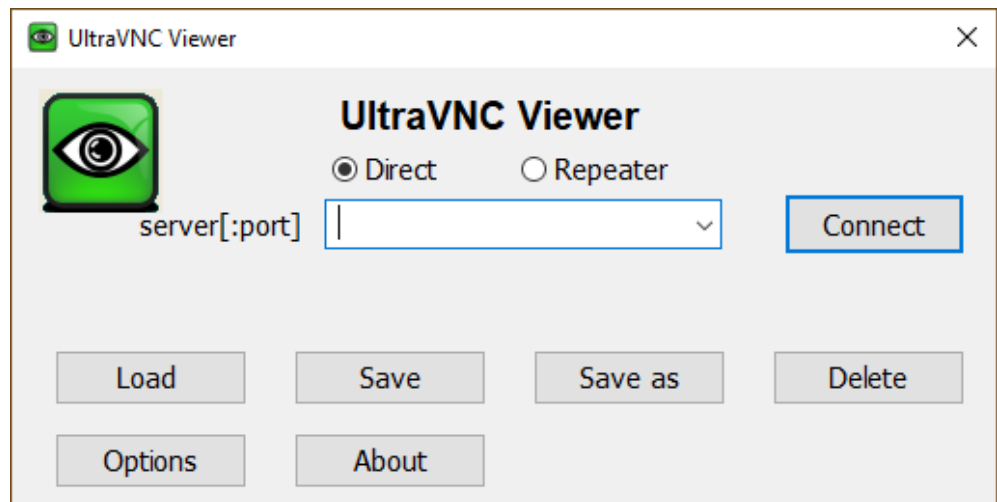 UltraVNC Viewer
UltraVNC Viewer
Direct Repeater
server[:port] Connect
Load Save Save as Delete
Options About